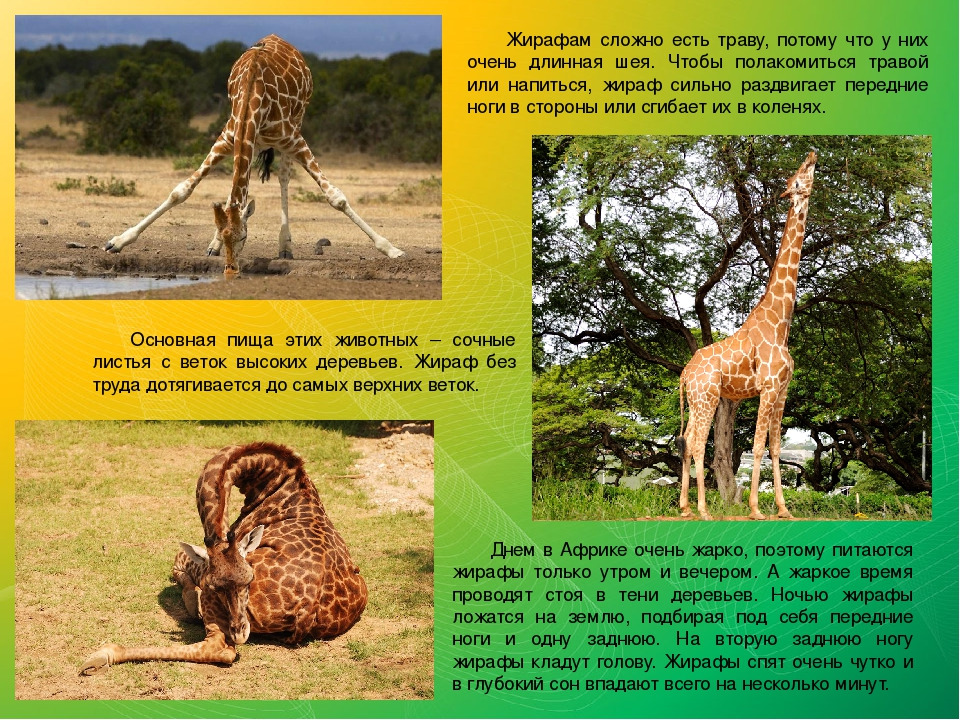 Жирафам сложно есть траву, потому что у них
очень длинная шея. Чтобы полакомиться травой
или напиться, жираф сильно раздвигает передние
ноги в стороны или сгибает их в коленях.
Основная пища этих животных – сочные
листья с веток высоких деревьев. Жираф без
труда дотягивается до самых верхних веток.
Днем в Африке очень жарко, поэтому питаются
жирафы только утром и вечером. А жаркое время
проводят стоя в тени деревьев. Ночью жирафы
ложатся на землю, подбирая под себя передние
ноги и одну заднюю. На вторую заднюю ногу
жирафы кладут голову. Жирафы спят очень чутко и
в глубокий сон впадают всего на несколько минут.